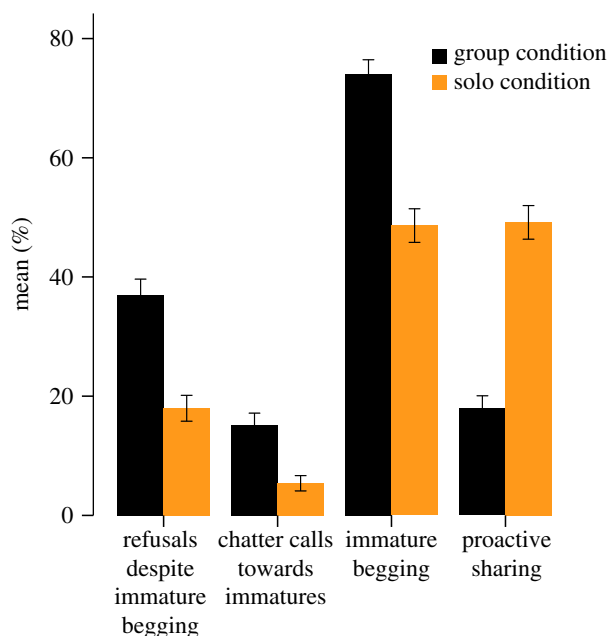 80
60
40
20
0
mean (%)
group condition
solo condition
refusals
despite
immature
begging
chatter calls
towards
immatures
immature
begging
proactive
sharing